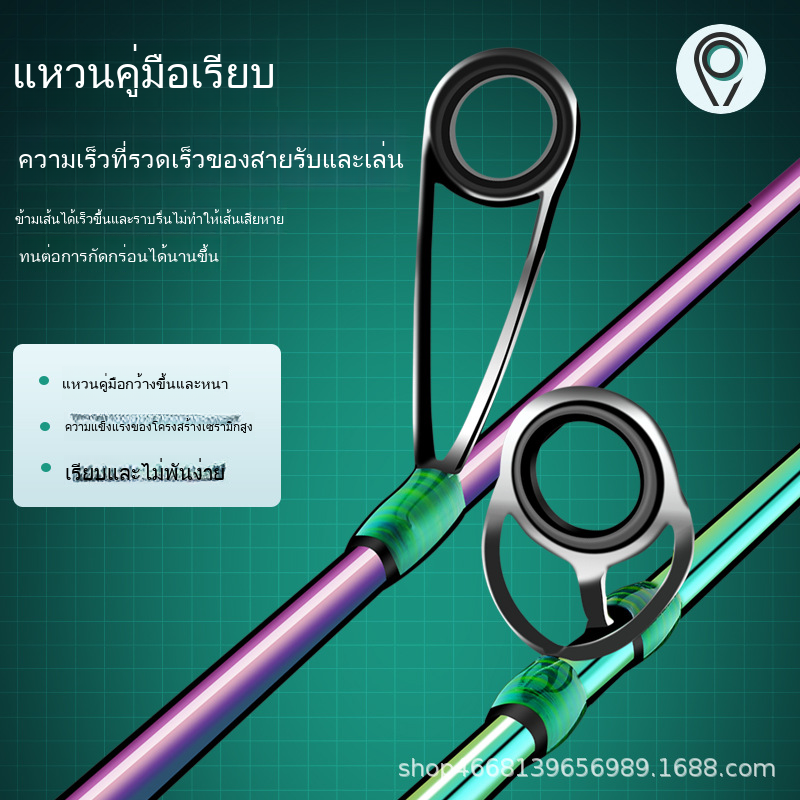 แหวนคู่มือเรียบ
ความเร็วที่รวดเร็วของสายรับและเล่น
ข้ามเส้นได้เร็วขึ้นและราบรื่นไม่ทำให้เส้นเสียหาย
ทนต่อการกัดกร่อนได้นานขึ้น
แหวนคู่มือกว้างขึ้นและหนา
ความแข็งแรงของโครงสร้างเซรามิกสูง
เรียบและไม่พันง่าย
shop4668139656989.1688.com